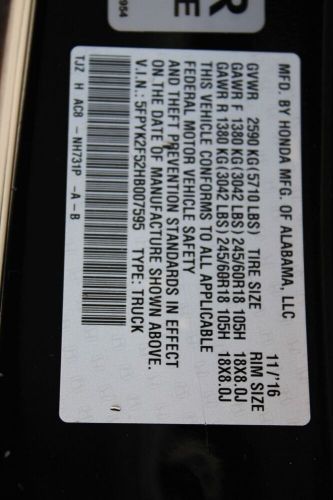 954
R
E
MFD. BY HONDA MFG. OF ALABAMA, LLC 11/'16
GVWR 2590 KG(5710 LBS) TIRE SIZE RIM SIZE
GAWR F 1380 KG(3042 LBS) 245/60R18 105H 18X8.0J
GAWR R 1380 KG(3042 LBS) 245/60R18 105H 18X8.0J
THIS VEHICLE CONFORMS TO ALL APPLICABLE
FEDERAL MOTOR VEHICLE SAFETY
AND THEFT PREVENTION STANDARDS IN EFFECT
ON THE DATE OF MANUFACTURE SHOWN ABOVE.
V.I.N.: 5FPYK2F52HB007595 TYPE: TRUCK
TJZ H AC8 - NH731P -A - B